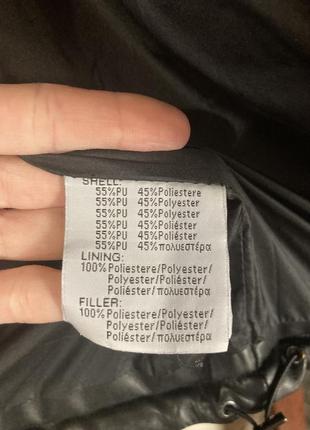 SHELL:
55%PU 45%Poliestere
55%PU 45%Polyester
55%PU 45%Polyester
55%PU 45%Poliéster
55%PU 45%Poliéster
55%PU 45%πολυεστέρα
LINING:
100%Poliestere/Polyester/
Polyester/Poliéster/
Poliéster/πολυεστέρα
FILLER:
100%Poliestere/Polyester/
Polyester/Poliéster/
Poliéster/πολυεστέρα